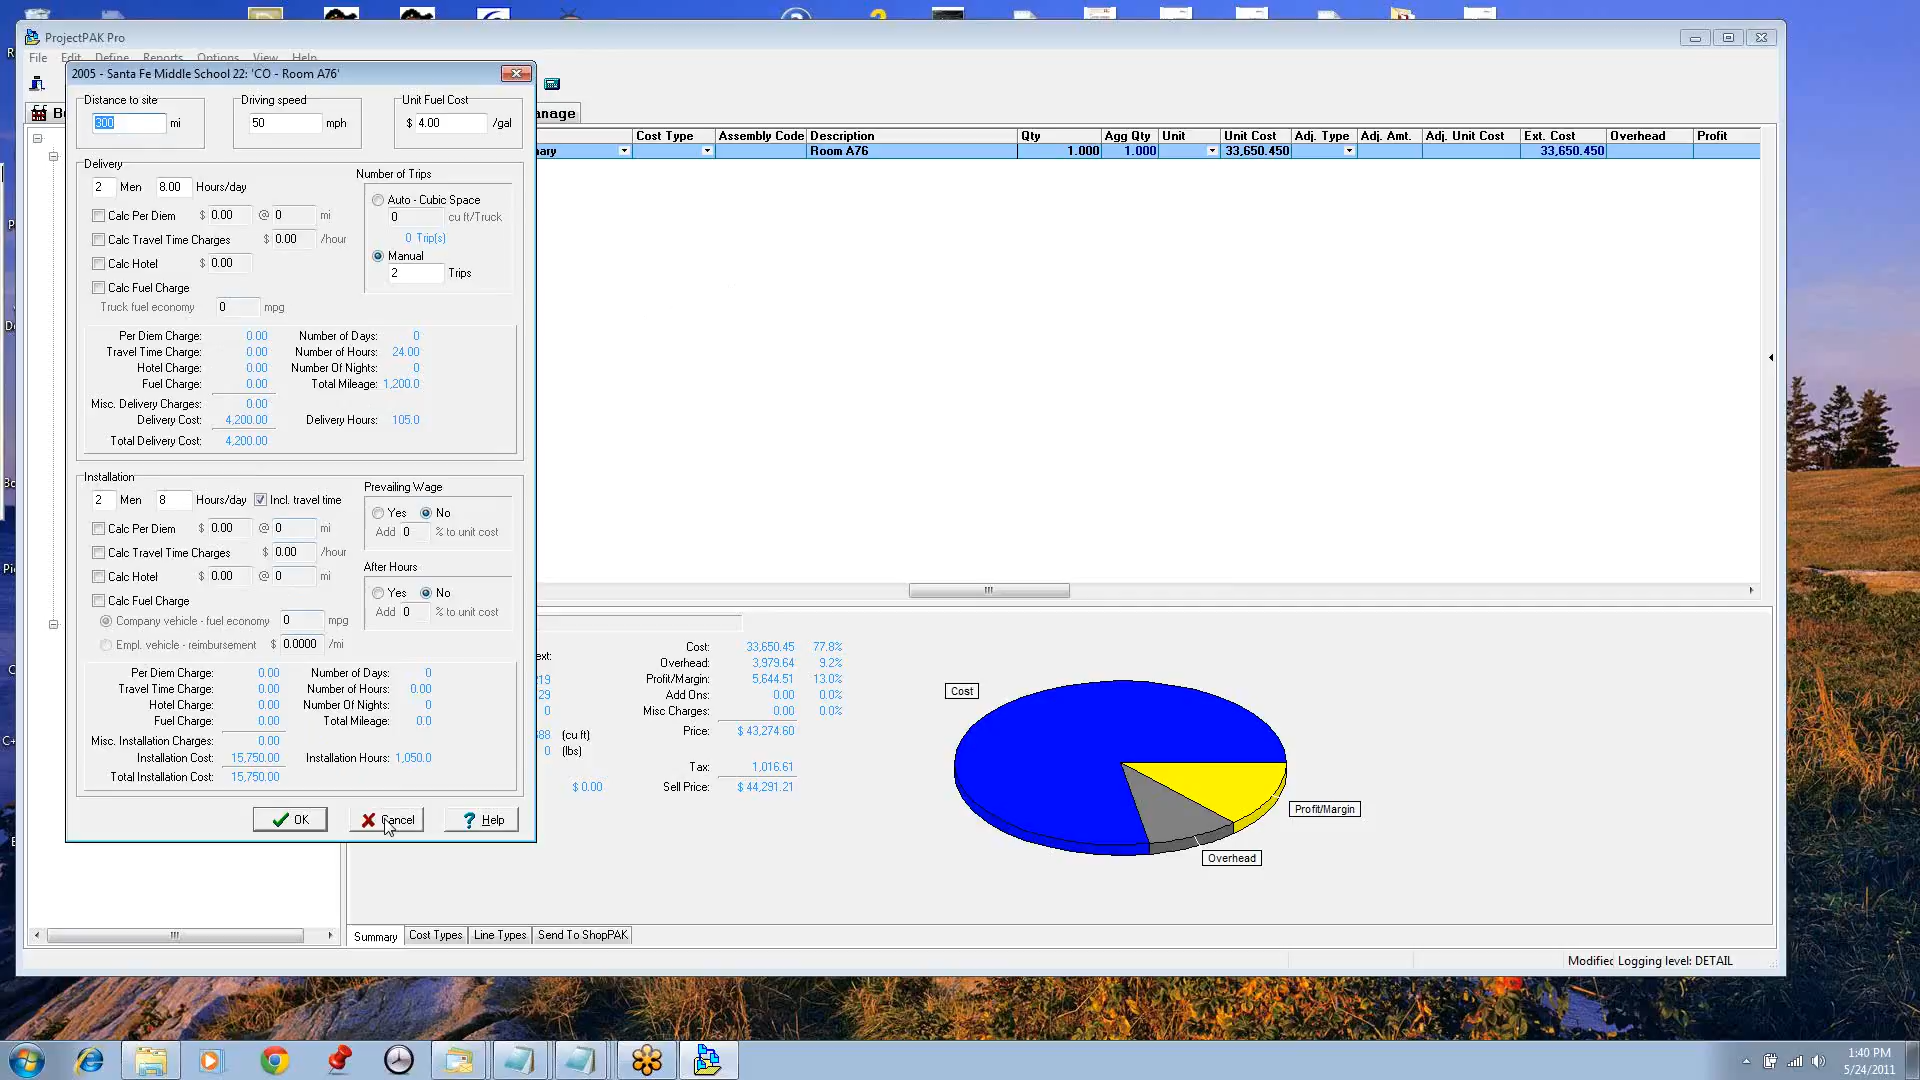 ProjectPAK Pro
File Edit Define Reports Options View Help
2005 - Santa Fe Middle School 22: 'CO - Room A76'
Distance to site
300 mi
Driving speed
50 mph
Unit Fuel Cost
$ 4.00 /gal
Delivery
2 Men 8.00 Hours/day
Calc Per Diem $ 0.00 @ 0 mi
Calc Travel Time Charges $ 0.00 /hour
Calc Hotel $ 0.00
Calc Fuel Charge
Truck fuel economy 0 mpg
Number of Trips
Auto - Cubic Space
0 cu ft/Truck
0 Trip(s)
Manual
2 Trips
Per Diem Charge: 0.00 Number of Days: 0
Travel Time Charge: 0.00 Number of Hours: 24.00
Hotel Charge: 0.00 Number Of Nights: 0
Fuel Charge: 0.00 Total Mileage: 1,200.0
Misc. Delivery Charges: 0.00
Delivery Cost: 4,200.00 Delivery Hours: 105.0
Total Delivery Cost: 4,200.00
Installation
2 Men 8 Hours/day Incl. travel time
Calc Per Diem $ 0.00 @ 0 mi
Calc Travel Time Charges $ 0.00 /hour
Calc Hotel $ 0.00 @ 0 mi
Calc Fuel Charge
Company vehicle - fuel economy 0 mpg
Empl. vehicle - reimbursement $ 0.0000 /mi
Prevailing Wage
Yes No
Add 0 % to unit cost
After Hours
Yes No
Add 0 % to unit cost
Per Diem Charge: 0.00 Number of Days: 0
Travel Time Charge: 0.00 Number of Hours: 0.00
Hotel Charge: 0.00 Number Of Nights: 0
Fuel Charge: 0.00 Total Mileage: 0.0
Misc. Installation Charges: 0.00
Installation Cost: 15,750.00 Installation Hours: 1,050.0
Total Installation Cost: 15,750.00
OK Cancel Help
Cost Type Assembly Code Description Qty Agg Qty Unit Unit Cost Adj. Type Adj. Amt. Adj. Unit Cost Ext. Cost Overhead Profit
Room A76 1.000 1.000 33,650.450 33,650.450
Cost: 33,650.45 77.8%
Overhead: 3,979.64 9.2%
Profit/Margin: 5,644.51 13.0%
Add Ons: 0.00 0.0%
Misc Charges: 0.00 0.0%
(cu ft) Price: $ 43,274.60
0 (lbs)
Tax: 1,016.61
$ 0.00 Sell Price: $ 44,291.21
Cost
Profit/Margin
Overhead
Summary Cost Types Line Types Send To ShopPAK
Logging level: DETAIL
1:40 PM
5/24/2011